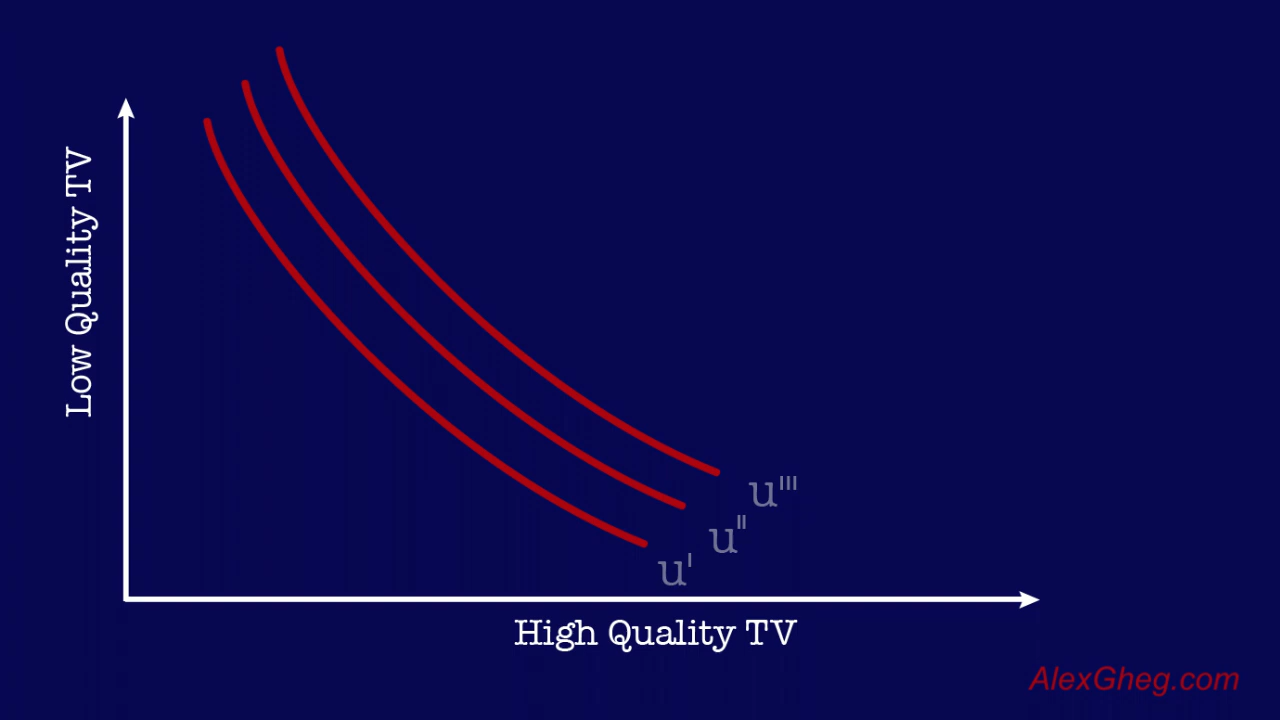 Low Quality TV
u'''
u''
u'
High Quality TV
AlexGheg.com